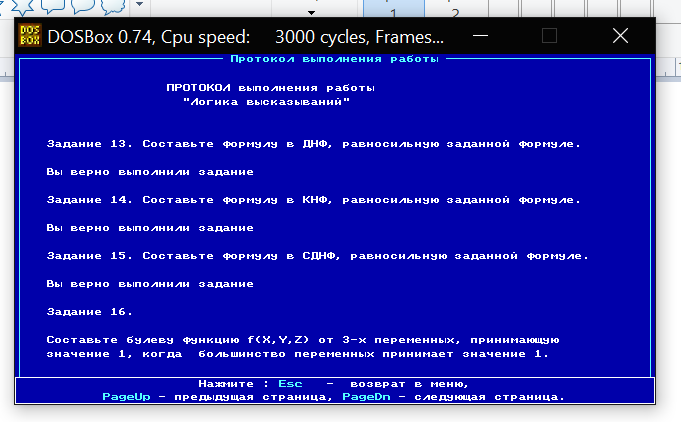 1
2
DOS
BOX
DOSBox 0.74, Cpu speed: 3000 cycles, Frames...
Протокол выполнения работы
ПРОТОКОЛ выполнения работы
"Логика высказываний"
Задание 13. Составьте формулу в ДНФ, равносильную заданной формуле.
Вы верно выполнили задание
Задание 14. Составьте формулу в КНФ, равносильную заданной формуле.
Вы верно выполнили задание
Задание 15. Составьте формулу в СДНФ, равносильную заданной формуле.
Вы верно выполнили задание
Задание 16.
Составьте булеву функцию f(X,Y,Z) от 3-х переменных, принимающую
значение 1, когда большинство переменных принимает значение 1.
Нажмите : Esc - возврат в меню,
PageUp - предыдущая страница, PageDn - следующая страница.